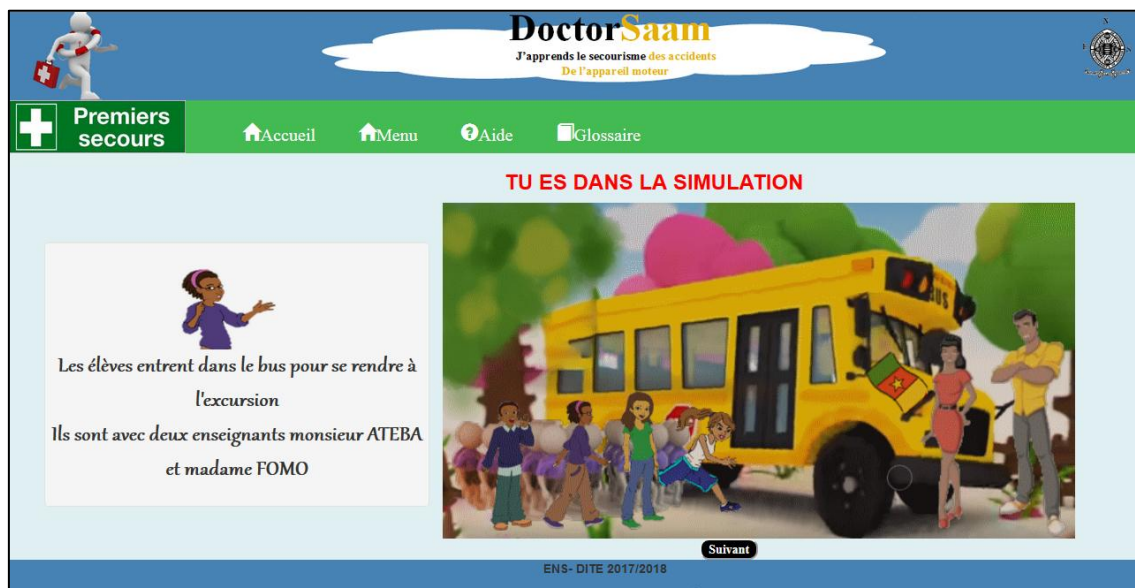 DoctorSaam
J'apprends le secourisme des accidents
De l'appareil moteur
Premiers
secours
Accueil Menu Aide Glossaire
TU ES DANS LA SIMULATION
BUS
Les élèves entrent dans le bus pour se rendre à
l'excursion
Ils sont avec deux enseignants monsieur ATEBA
et madame FOMO
Suivant
ENS- DITE 2017/2018